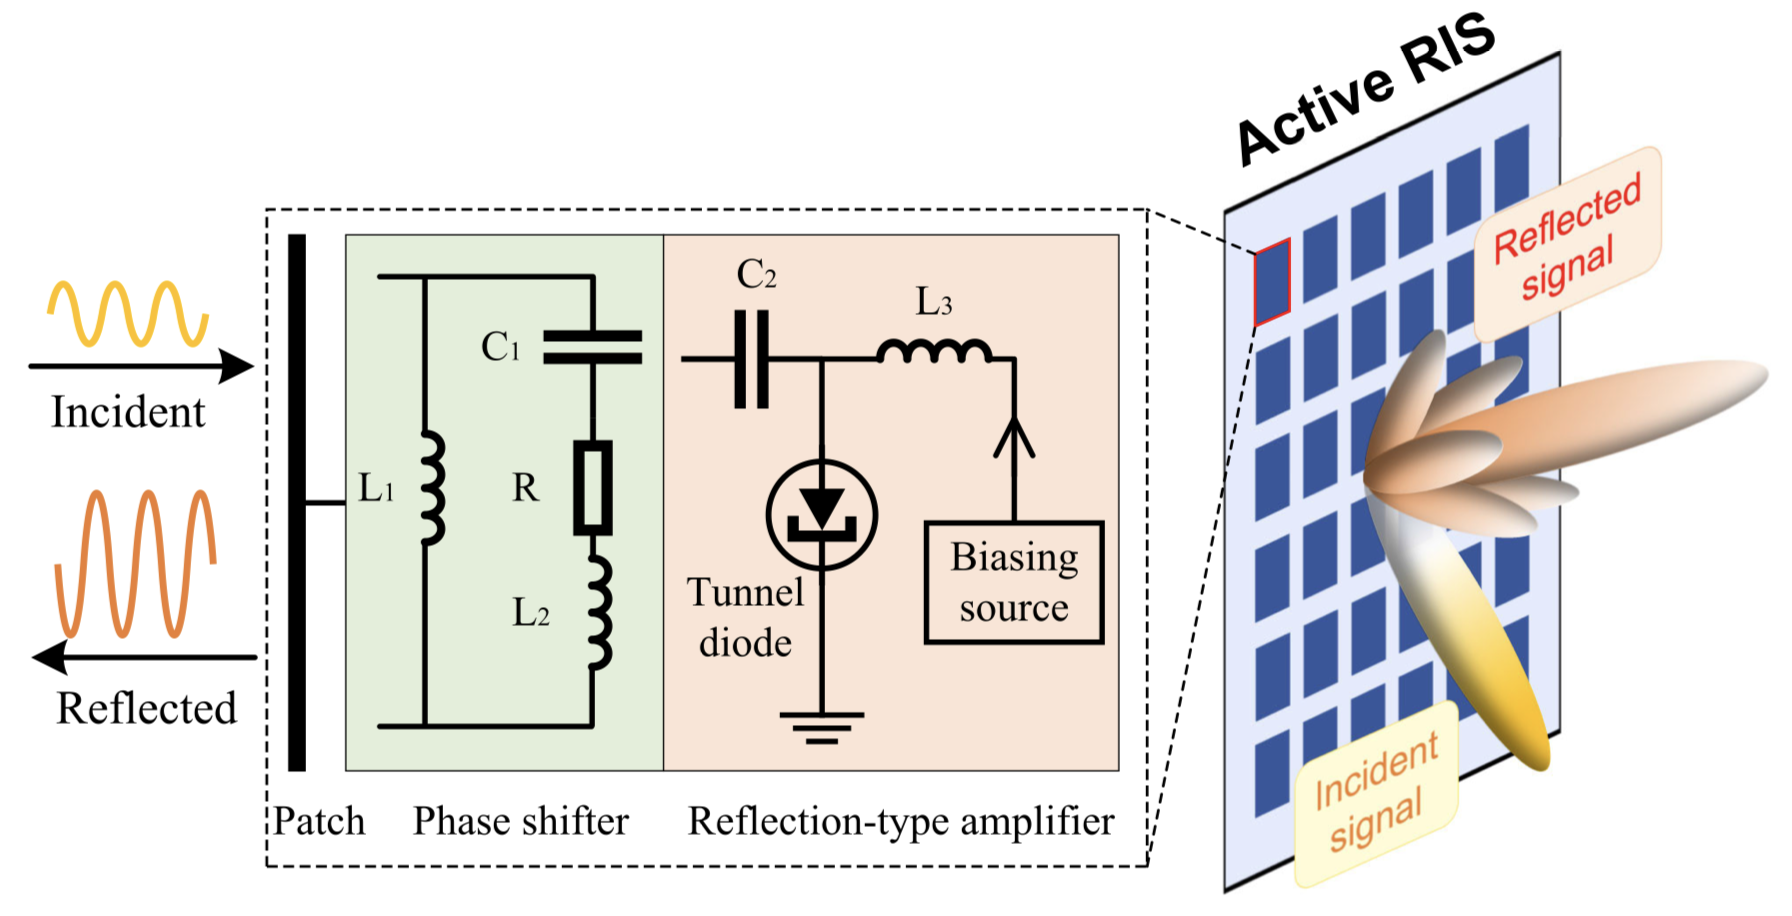 Active RIS
Reflected
signal
C2
L3
C1
Incident
L1
R
Biasing
source
Tunnel
diode
L2
Reflected
Incident
signal
Patch
Phase shifter
Reflection-type amplifier